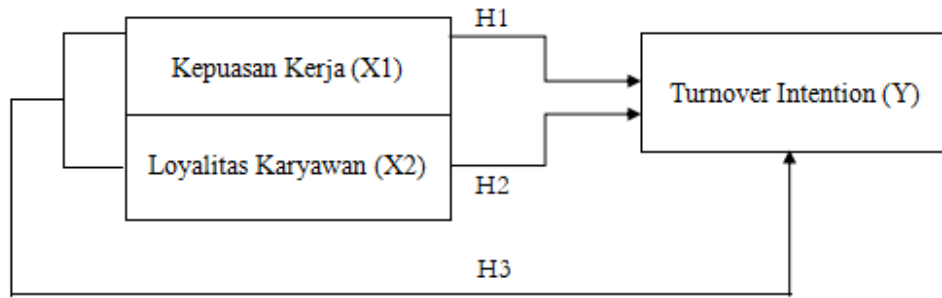 H1
Kepuasan Kerja (X1)
Turnover Intention (Y)
Loyalitas Karyawan (X2)
H2
H3